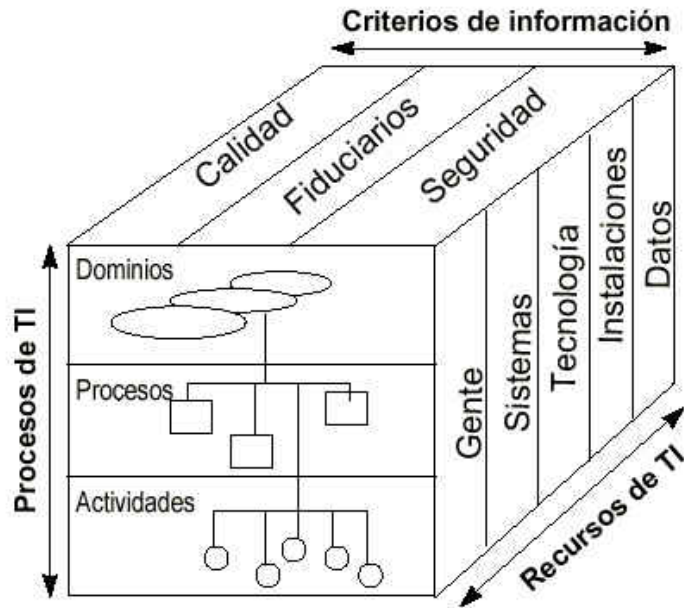 Criterios de información
Calidad
Fiduciarios
Seguridad
Procesos de TI
Dominios
Procesos
Actividades
Gente
Sistemas
Tecnología
Instalaciones
Datos
Recursos de TI